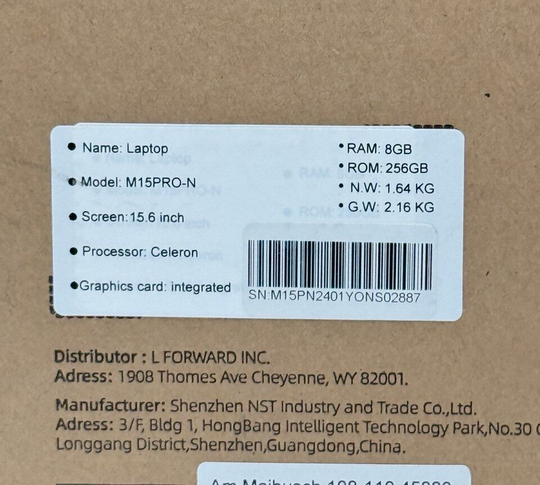 Name: Laptop
Model: M15PRO-N
Screen:15.6 inch
Processor: Celeron
Graphics card: integrated
RAM: 8GB
ROM: 256GB
N.W: 1.64 KG
G.W: 2.16 KG
SN:M15PN2401YONS02887
Distributor : L FORWARD INC.
Adress: 1908 Thomes Ave Cheyenne, WY 82001.
Manufacturer: Shenzhen NST Industry and Trade Co.,Ltd.
Adress: 3/F, Bldg 1, HongBang Intelligent Technology Park,No.30
Longgang District,Shenzhen,Guangdong,China.
Am